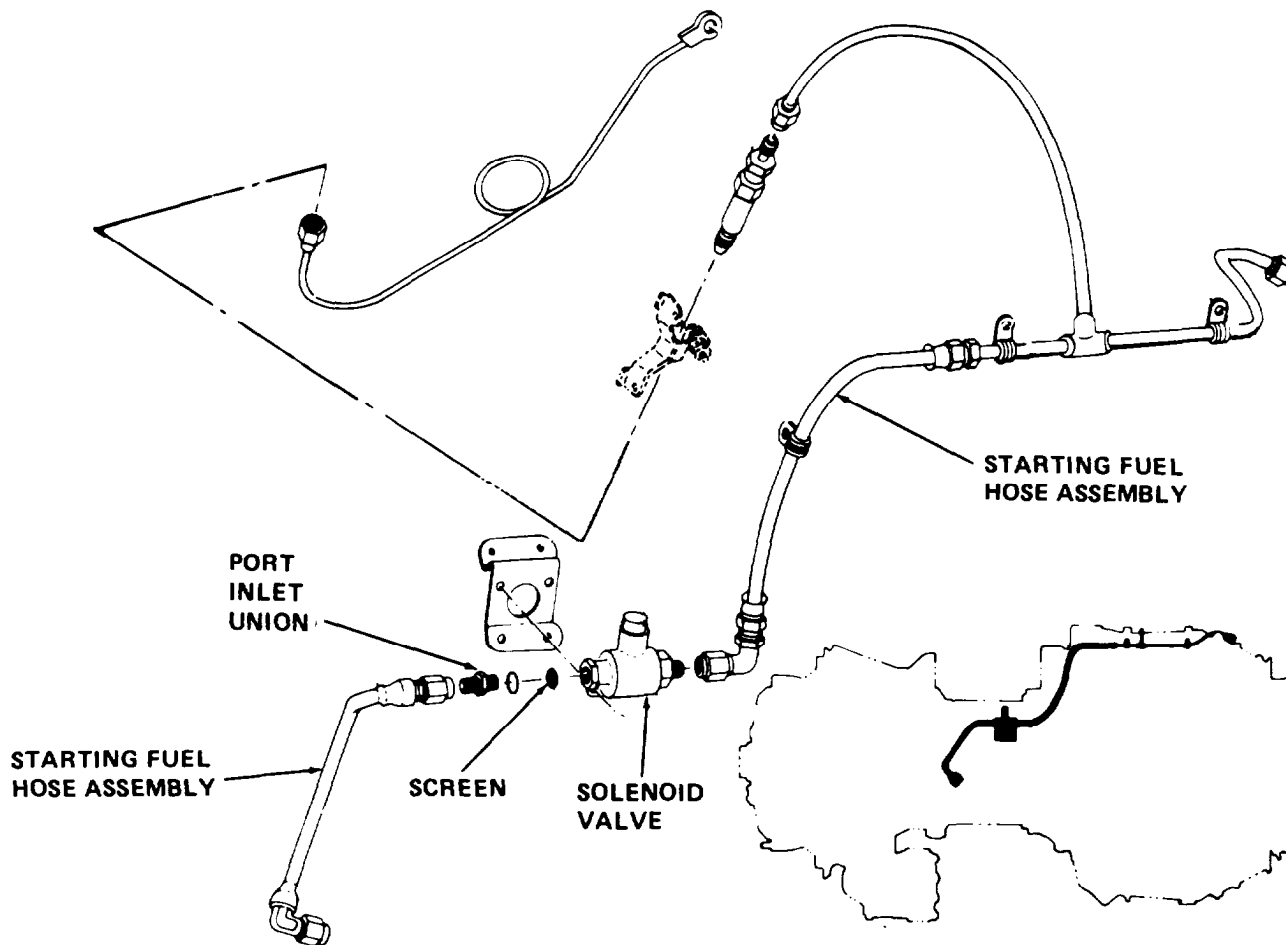 STARTING FUEL
HOSE ASSEMBLY
PORT
INLET
UNION
STARTING FUEL
HOSE ASSEMBLY
SCREEN
SOLENOID
VALVE